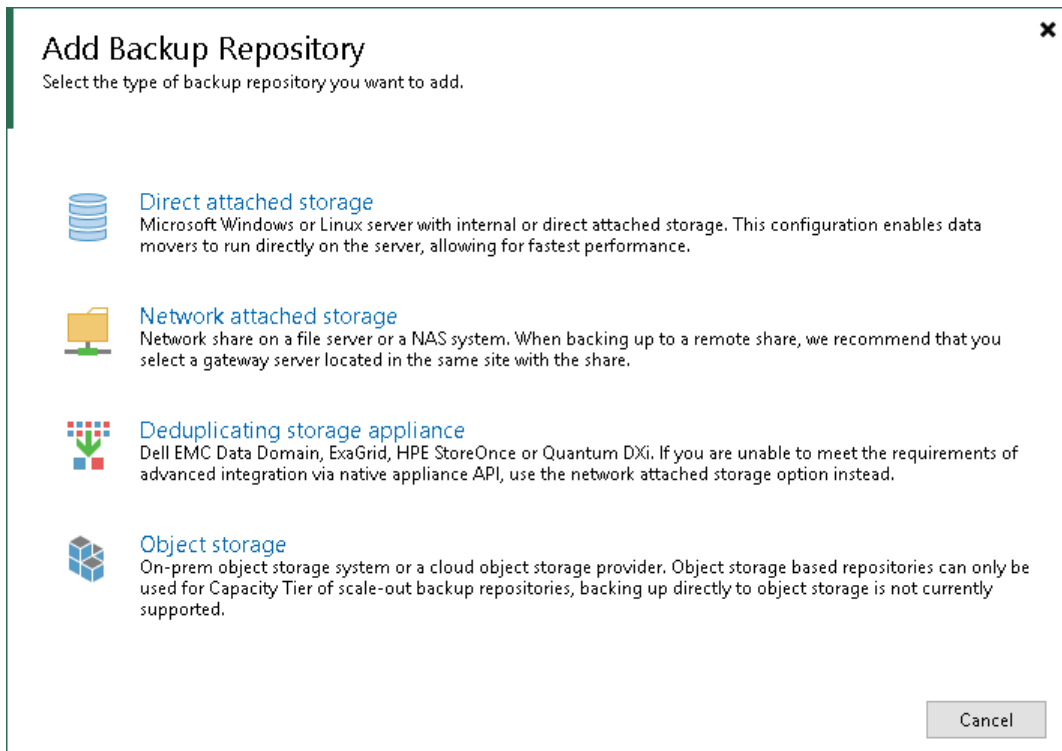 Add Backup Repository
Select the type of backup repository you want to add.
Direct attached storage
Microsoft Windows or Linux server with internal or direct attached storage. This configuration enables data
movers to run directly on the server, allowing for fastest performance.
Network attached storage
Network share on a file server or a NAS system. When backing up to a remote share, we recommend that you
select a gateway server located in the same site with the share.
Deduplicating storage appliance
Dell EMC Data Domain, ExaGrid, HPE StoreOnce or Quantum DXi. If you are unable to meet the requirements of
advanced integration via native appliance API, use the network attached storage option instead.
Object storage
On-prem object storage system or a cloud object storage provider. Object storage based repositories can only be
used for Capacity Tier of scale-out backup repositories, backing up directly to object storage is not currently
supported.
Cancel